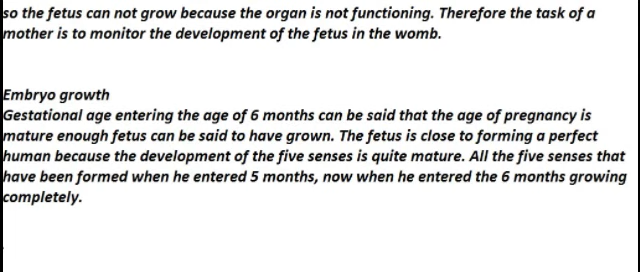 so the fetus can not grow because the organ is not functioning. Therefore the task of a
mother is to monitor the development of the fetus in the womb.
Embryo growth
Gestational age entering the age of 6 months can be said that the age of pregnancy is
mature enough fetus can be said to have grown. The fetus is close to forming a perfect
human because the development of the five senses is quite mature. All the five senses that
have been formed when he entered 5 months, now when he entered the 6 months growing
completely.